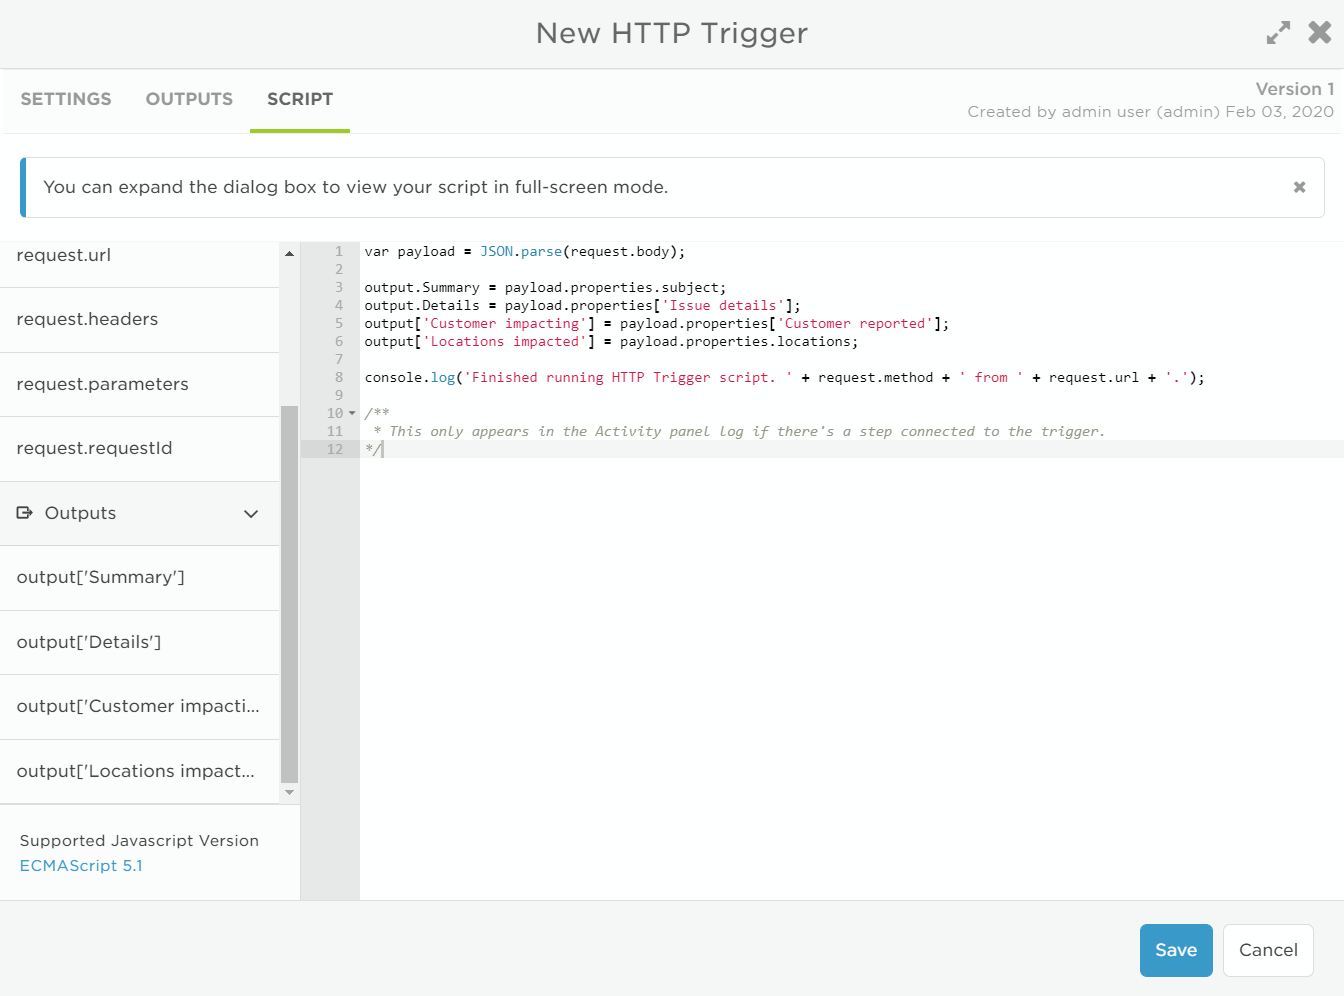 New HTTP Trigger
SETTINGS
OUTPUTS
SCRIPT
Version 1
Created by admin user (admin) Feb 03, 2020
You can expand the dialog box to view your script in full-screen mode.
request.url
request.headers
request.parameters
request.requestId
Outputs
output['Summary']
output['Details']
output['Customer impacti...
output['Locations impact...
Supported Javascript Version
ECMAScript 5.1
1 var payload = JSON.parse(request.body);
2
3 output.Summary = payload.properties.subject;
4 output.Details = payload.properties['Issue details'];
5 output['Customer impacting'] = payload.properties['Customer reported'];
6 output['Locations impacted'] = payload.properties.locations;
7
8 console.log('Finished running HTTP Trigger script. ' + request.method + ' from ' + request.url + '.');
9
10 /**
11 * This only appears in the Activity panel log if there's a step connected to the trigger.
12 */
Save
Cancel